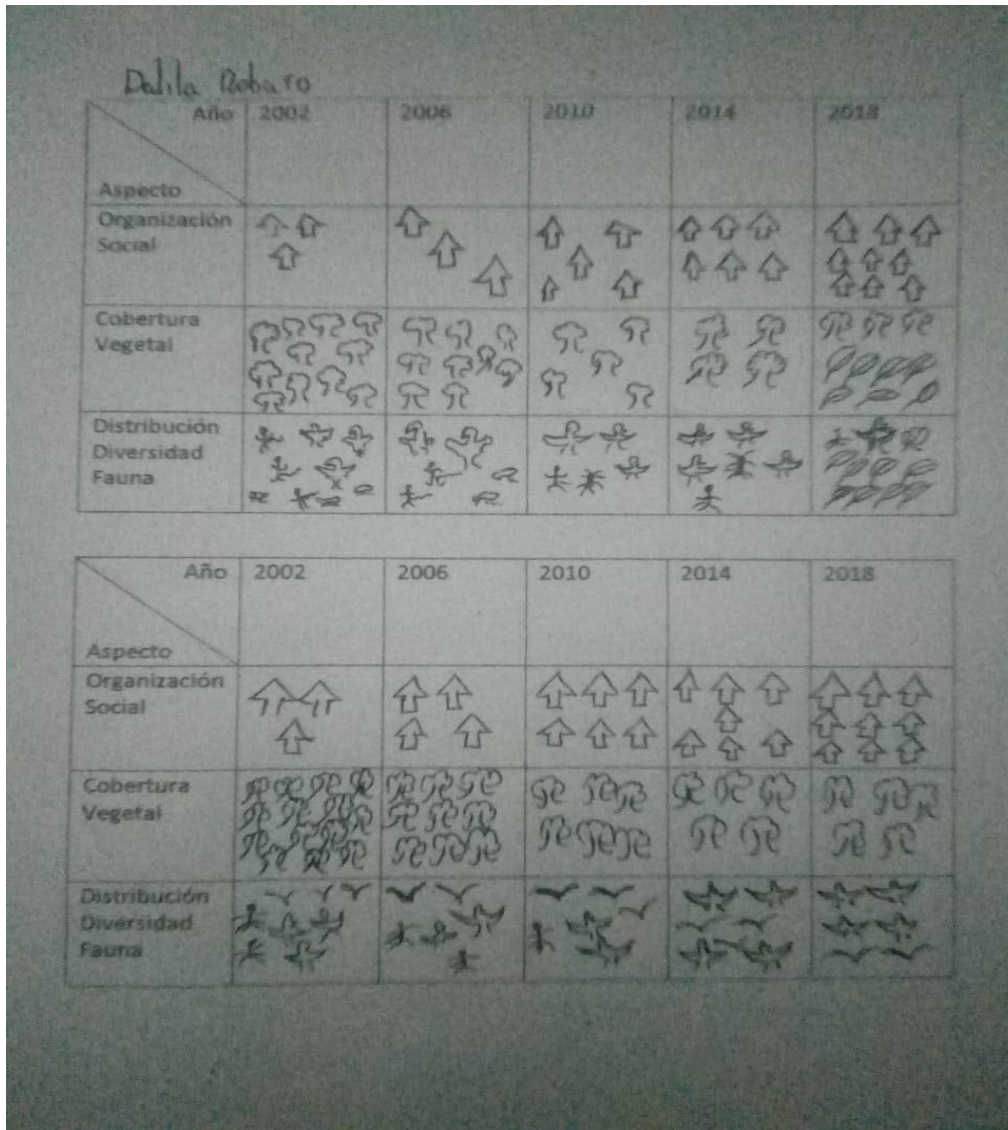 Dalila Robaro
Año 2002 2006 2010 2014 2018
Aspecto
Organización
Social
Cobertura
Vegetal
Distribución
Diversidad
Fauna
Año 2002 2006 2010 2014 2018
Aspecto
Organización
Social
Cobertura
Vegetal
Distribución
Diversidad
Fauna